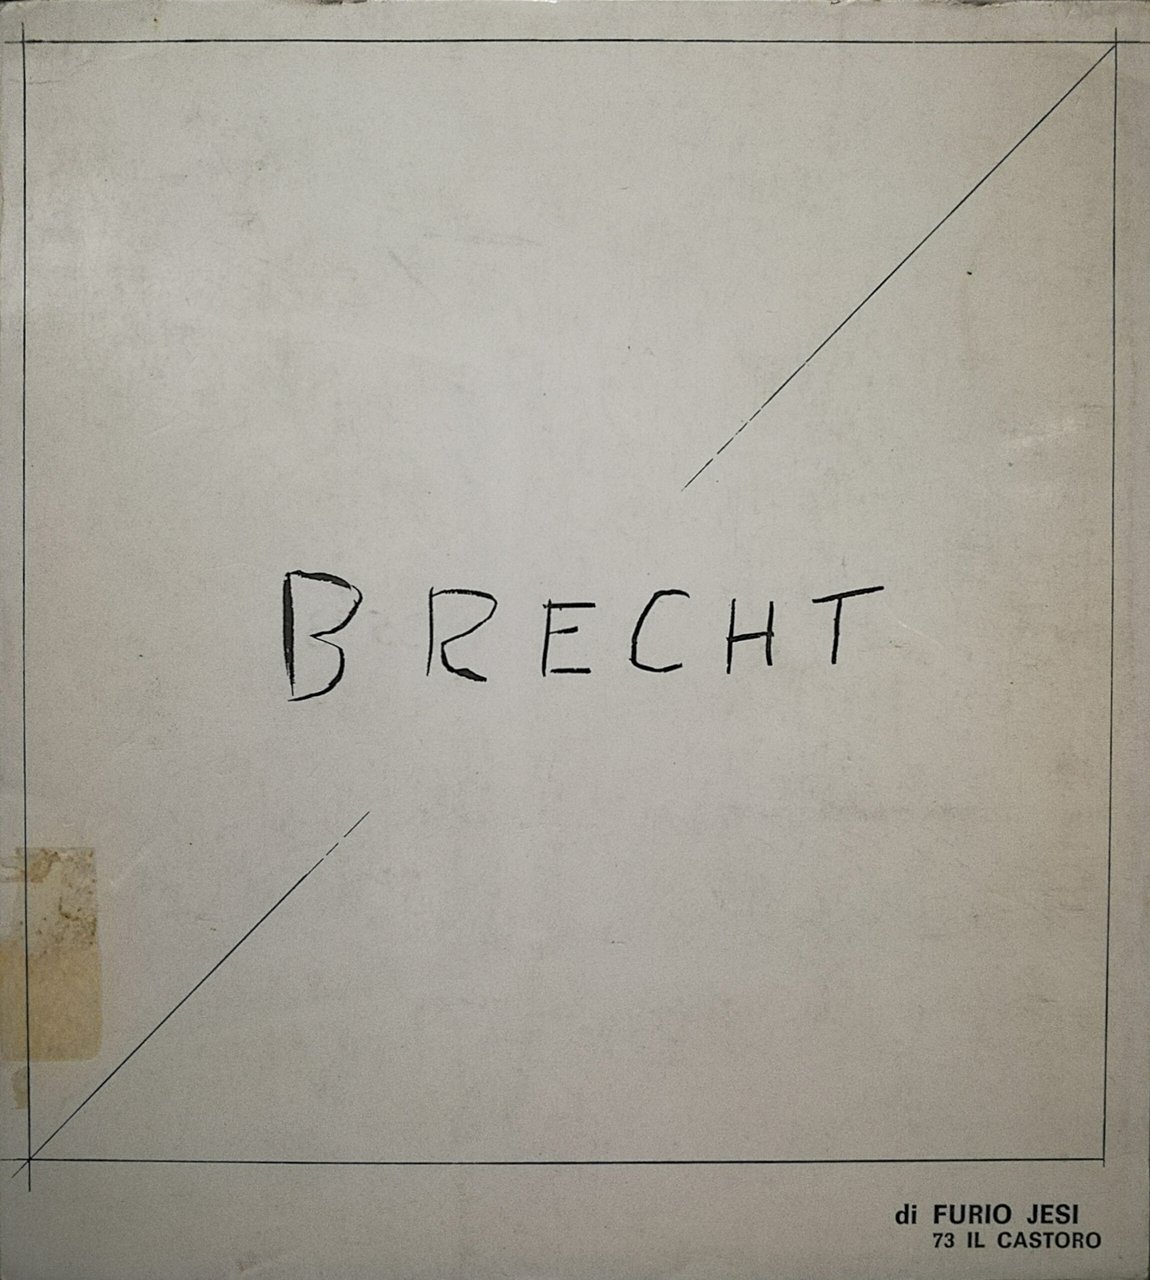 BRECHT
di FURIO JESI
73 IL CASTORO